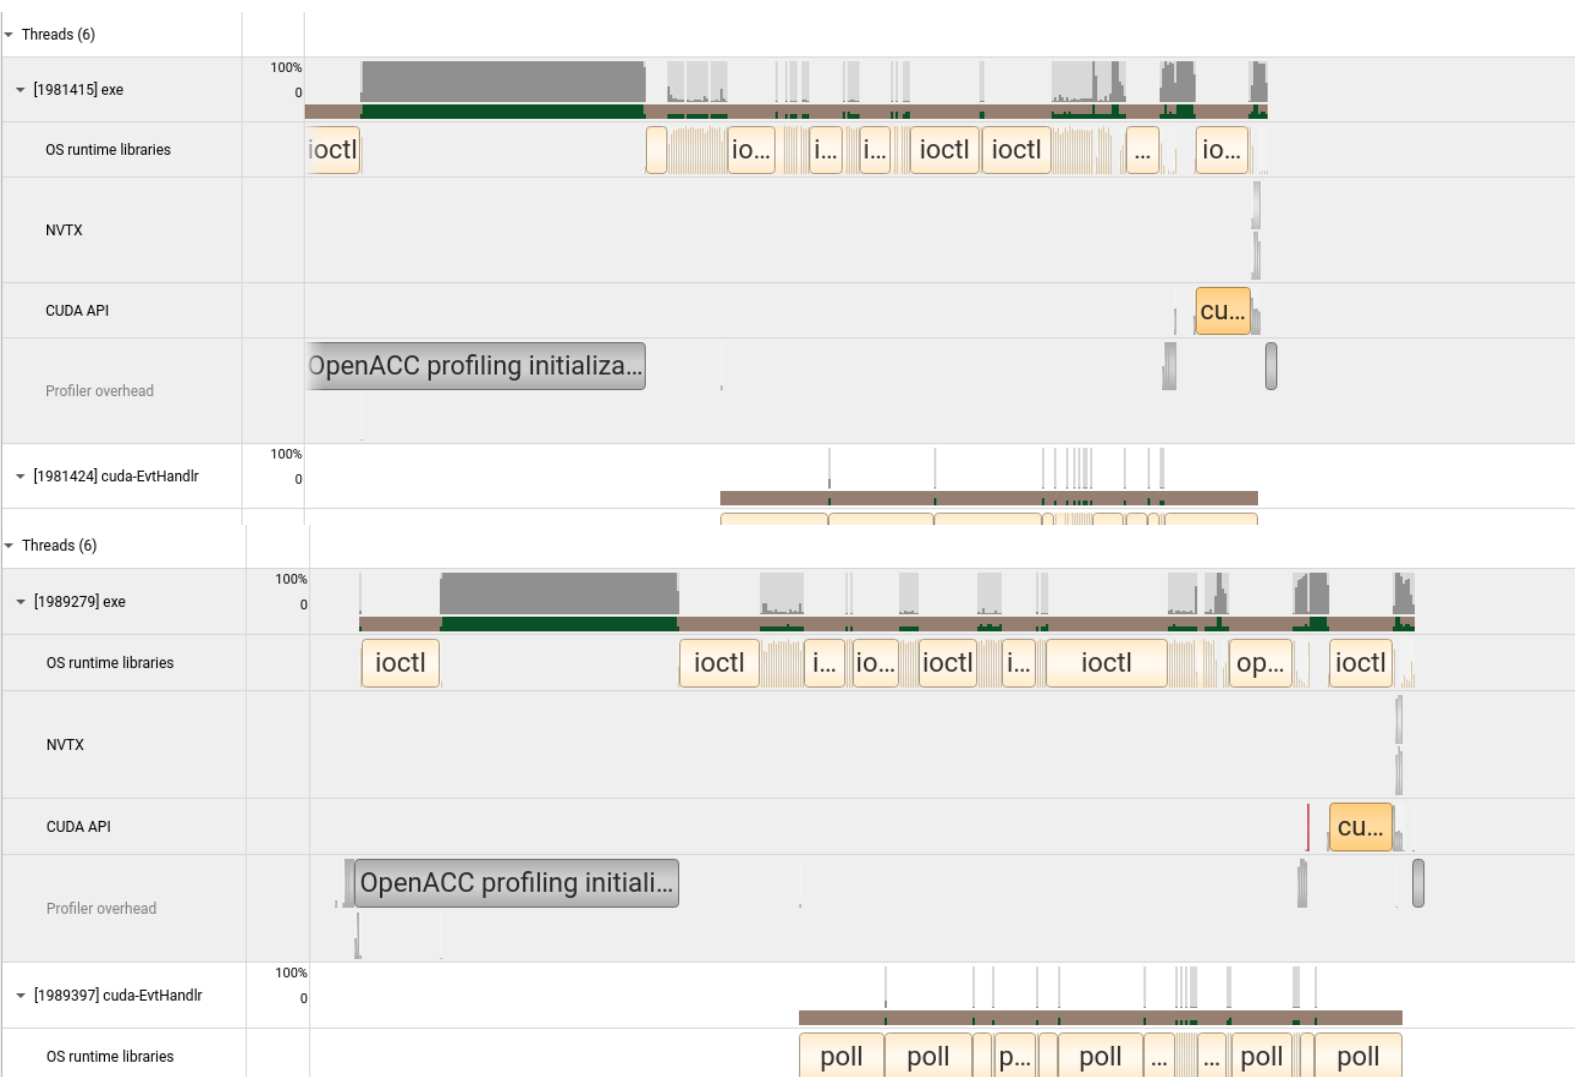 Threads (6)
100%
[1981415] exe
0
OS runtime libraries
ioctl
io...
i...
i...
ioctl
ioctl
...
io...
NVTX
CUDA API
cu...
OpenACC profiling initializa...
Profiler overhead
100%
[1981424] cuda-EvtHandlr
0
Threads (6)
100%
[1989279] exe
0
OS runtime libraries
ioctl
ioctl
i...
io...
ioctl
i...
ioctl
op...
ioctl
NVTX
CUDA API
cu...
OpenACC profiling initiali...
Profiler overhead
100%
[1989397] cuda-EvtHandlr
0
OS runtime libraries
poll
poll
p...
poll
...
...
poll
poll